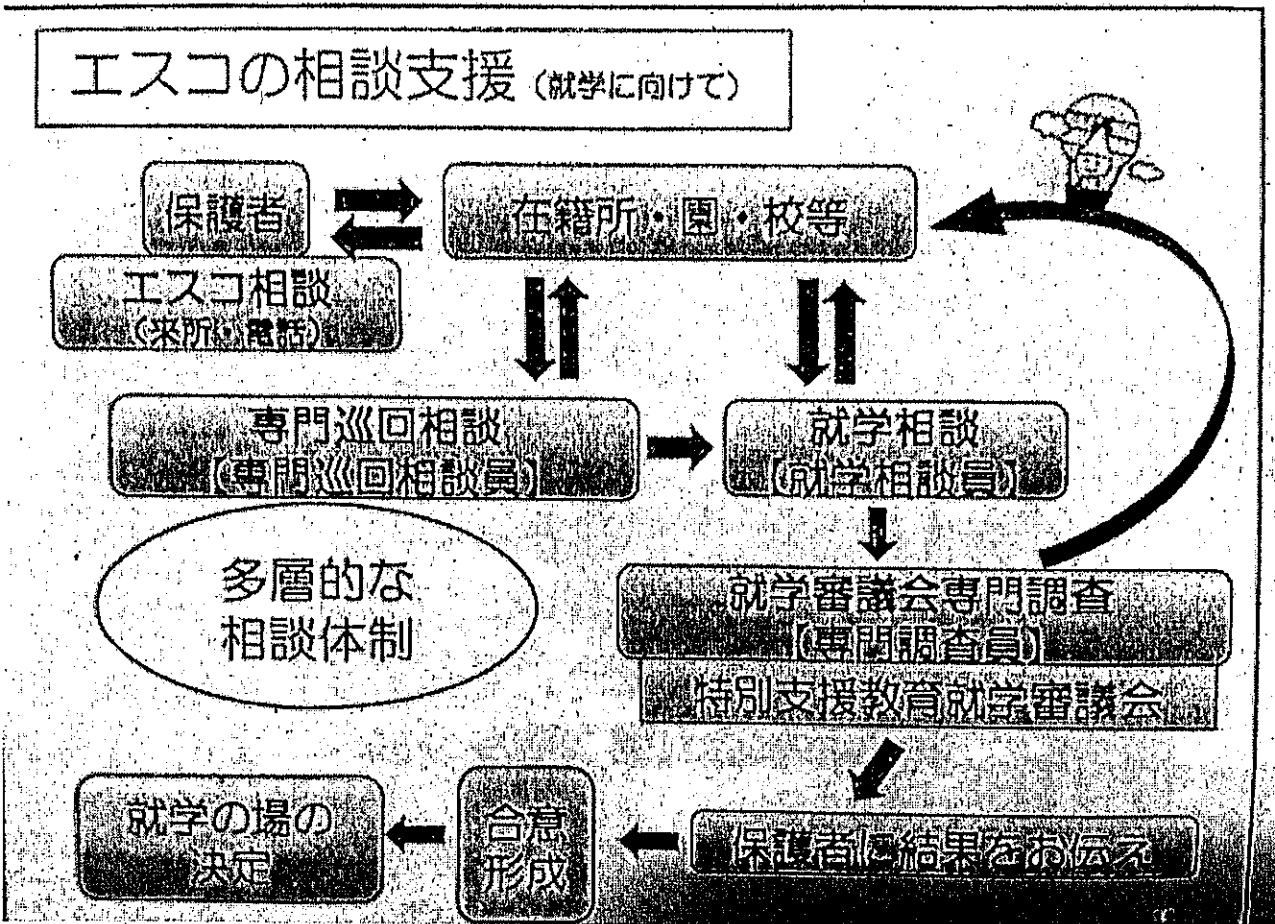 エスコの相談支援（就学に向けて）
保護者
在籍所・園・校等
エスコ相談
（来所・電話）
専門巡回相談
【専門巡回相談員】
就学相談
【就学相談員】
多層的な
相談体制
就学審議会専門調査
【専門調査員】
特別支援教育就学審議会
保護者に結果をお伝え
合意
形成
就学の場の
決定